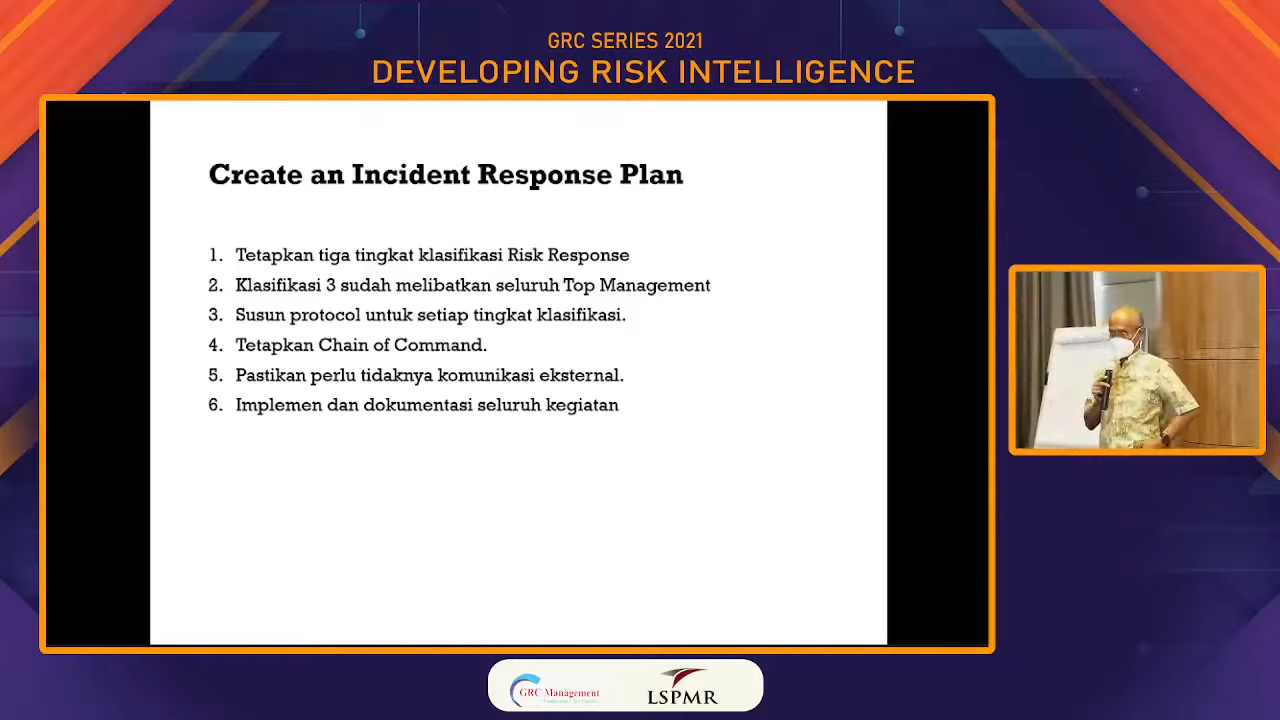 GRC SERIES 2021
DEVELOPING RISK INTELLIGENCE
Create an Incident Response Plan
1. Tetapkan tiga tingkat klasifikasi Risk Response
2. Klasifikasi 3 sudah melibatkan seluruh Top Management
3. Susun protocol untuk setiap tingkat klasifikasi.
4. Tetapkan Chain of Command.
5. Pastikan perlu tidaknya komunikasi eksternal.
6. Implemen dan dokumentasi seluruh kegiatan
GRC Management
LSPMR